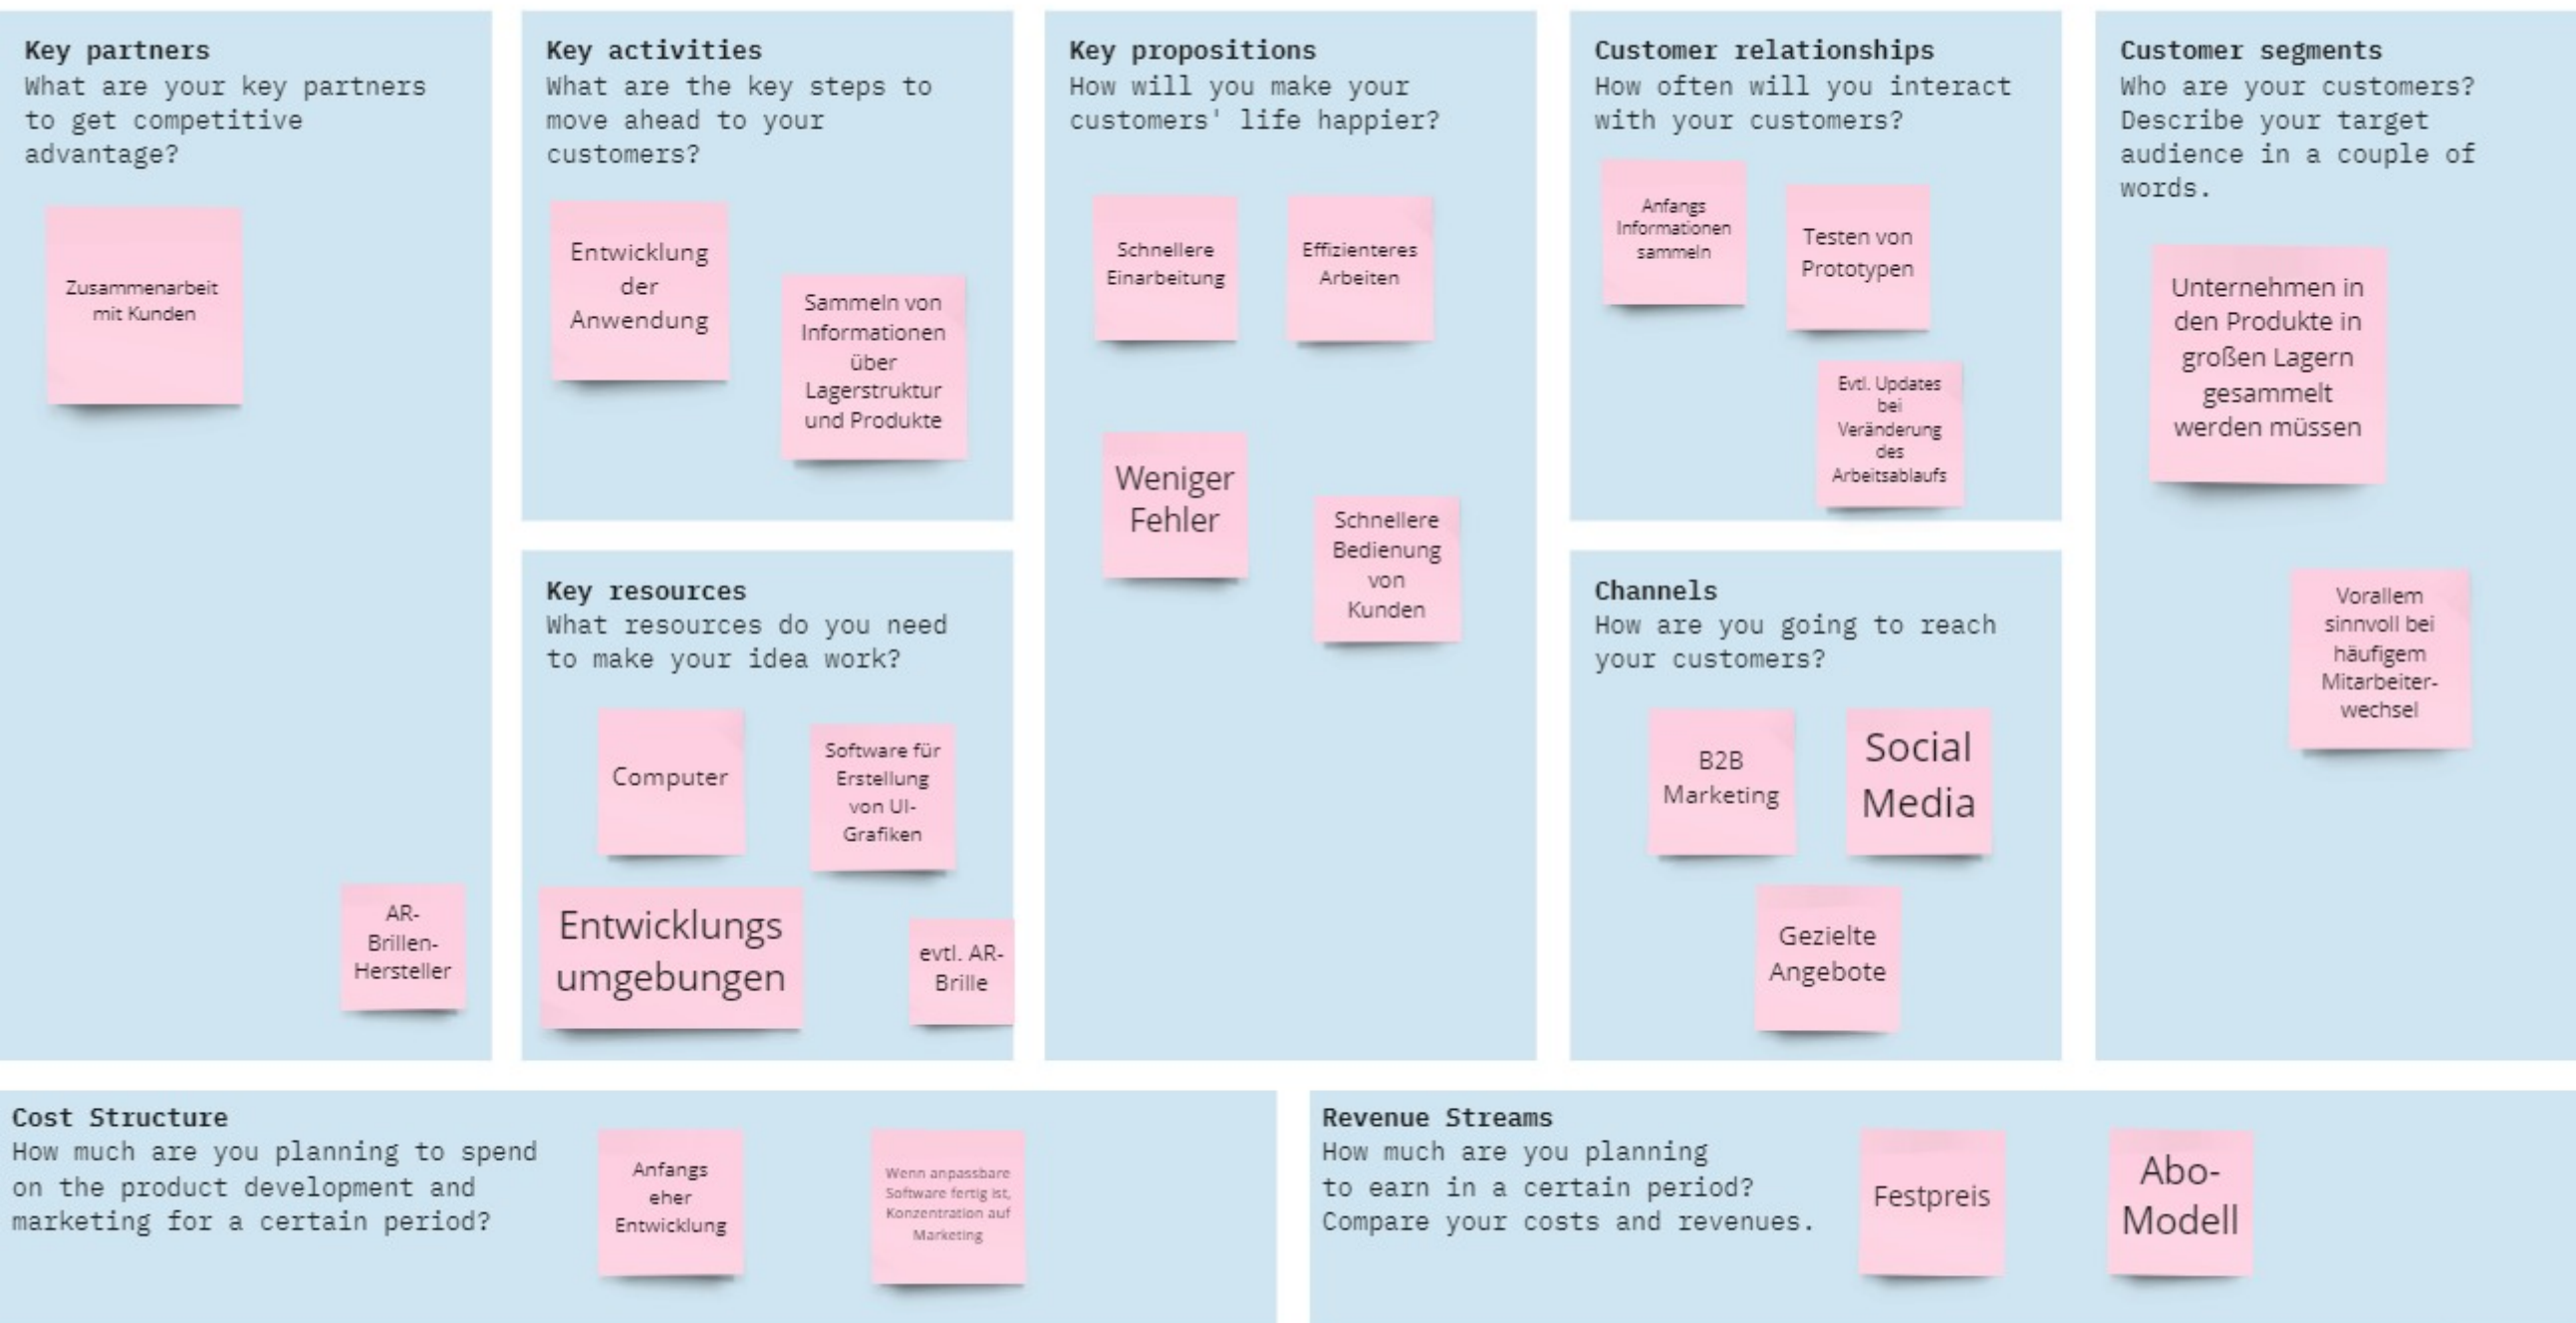 Key partners
What are your key partners
to get competitive
advantage?
Zusammenarbeit
mit Kunden
AR-
Brillen-
Hersteller
Key activities
What are the key steps to
move ahead to your
customers?
Entwicklung
der
Anwendung
Sammeln von
Informationen
über
Lagerstruktur
und Produkte
Key resources
What resources do you need
to make your idea work?
Computer
Software für
Erstellung
von UI-
Grafiken
Entwicklungs
umgebungen
evtl. AR-
Brille
Key propositions
How will you make your
customers' life happier?
Schnellere
Einarbeitung
Effizienteres
Arbeiten
Weniger
Fehler
Schnellere
Bedienung
von
Kunden
Customer relationships
How often will you interact
with your customers?
Anfangs
Informationen
sammeln
Testen von
Prototypen
Evtl. Updates
bei
Veränderung
des
Arbeitsablaufs
Channels
How are you going to reach
your customers?
B2B
Marketing
Social
Media
Gezielte
Angebote
Customer segments
Who are your customers?
Describe your target
audience in a couple of
words.
Unternehmen in
den Produkte in
großen Lagern
gesammelt
werden müssen
Vorallem
sinnvoll bei
häufigem
Mitarbeiter-
wechsel
Cost Structure
How much are you planning to spend
on the product development and
marketing for a certain period?
Anfangs
eher
Entwicklung
Wenn anpassbare
Software fertig ist,
Konzentration auf
Marketing
Revenue Streams
How much are you planning
to earn in a certain period?
Compare your costs and revenues.
Festpreis
Abo-
Modell